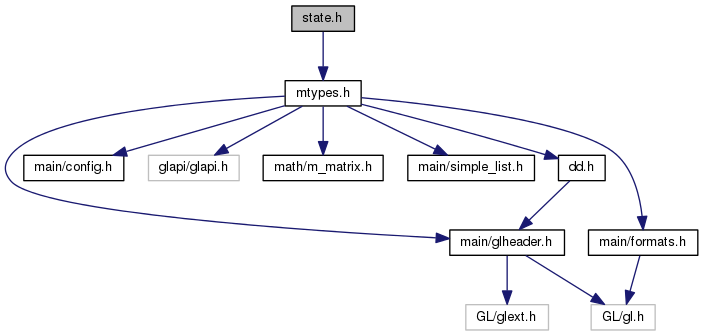 state.h
mtypes.h
main/config.h
glapi/glapi.h
math/m_matrix.h
main/simple_list.h
dd.h
main/glheader.h
main/formats.h
GL/glext.h
GL/gl.h